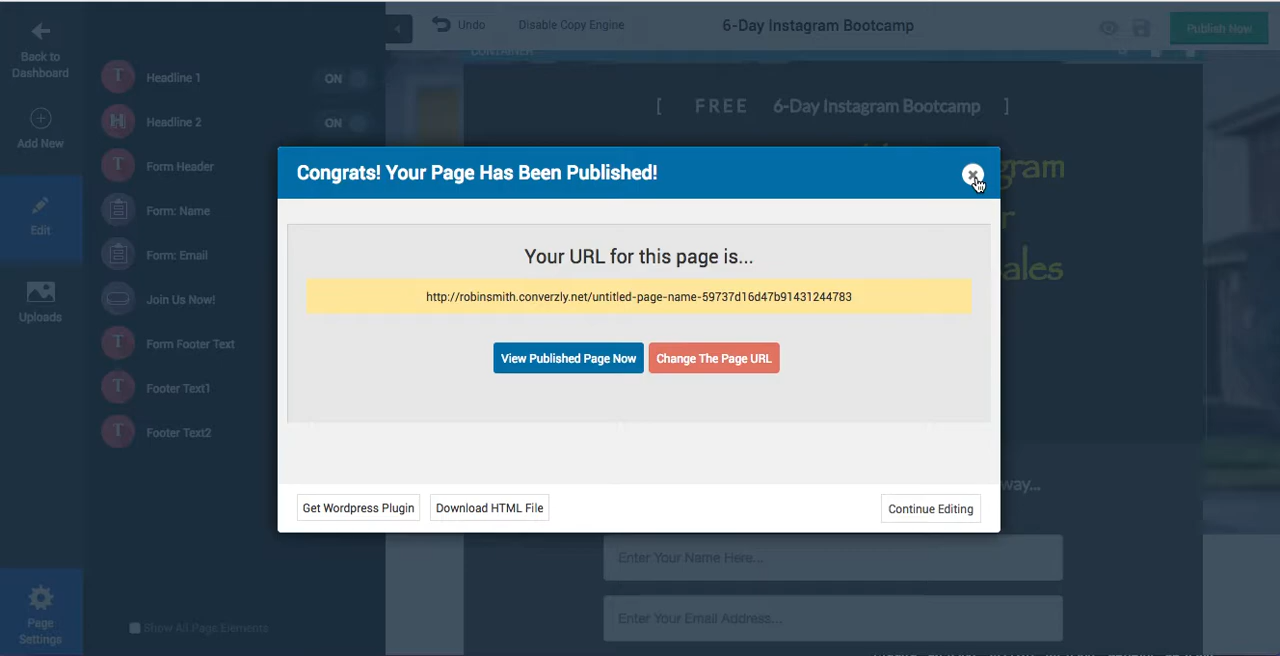 Back to
Dashboard
Add New
Edit
Uploads
Page
Settings
Headline 1
ON
Headline 2
ON
Form Header
Form: Name
Form: Email
Join Us Now!
Form Footer Text
Footer Text1
Footer Text2
Show All Page Elements
Undo
Disable Copy Engine
6-Day Instagram Bootcamp
Publish Now
CONTAINER
[ FREE 6-Day Instagram Bootcamp ]
gram
r
ales
Congrats! Your Page Has Been Published!
Your URL for this page is...
http://robinsmith.converzly.net/untitled-page-name-59737d16d47b91431244783
View Published Page Now
Change The Page URL
Get Wordpress Plugin
Download HTML File
Continue Editing
way...
Enter Your Name Here...
Enter Your Email Address...